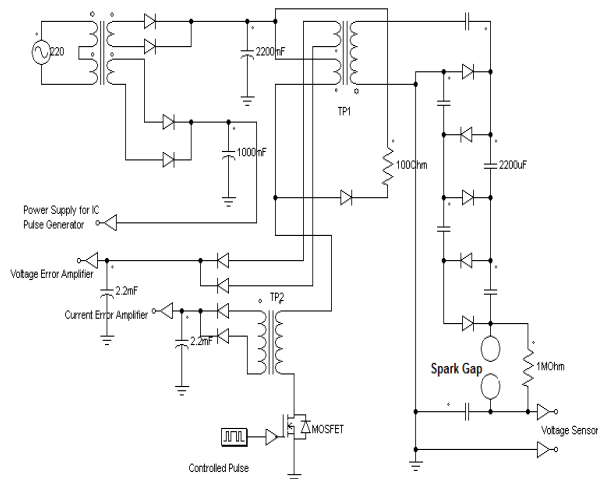 220
2200mF
TP1
1000mF
100Ohm
2200uF
Power Supply for IC
Pulse Generator
Voltage Error Amplifier
2.2mF
Current Error Amplifier
TP2
2.2mF
Spark Gap
1MOhm
MOSFET
Voltage Sensor
Controlled Pulse